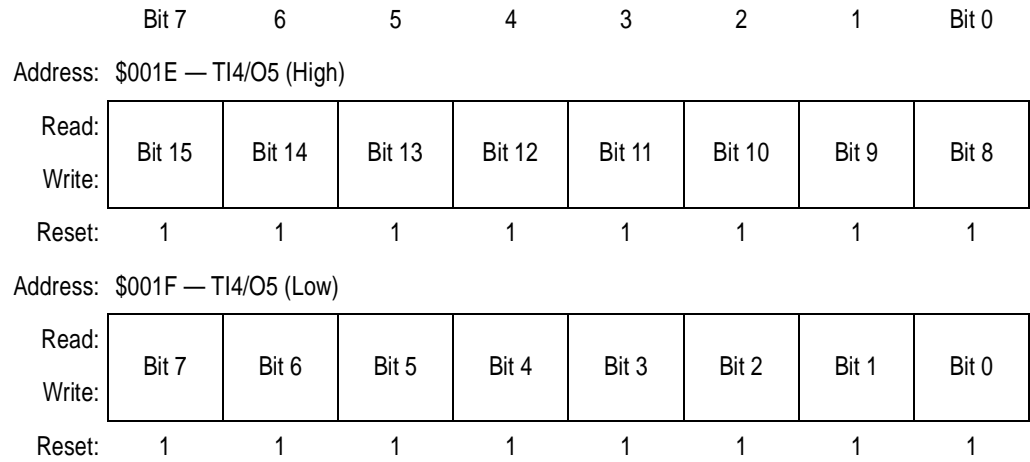 Bit 7 6 5 4 3 2 1 Bit 0
Address: $001E — TI4/O5 (High)
Read:
Bit 15 Bit 14 Bit 13 Bit 12 Bit 11 Bit 10 Bit 9 Bit 8
Write:
Reset: 1 1 1 1 1 1 1 1
Address: $001F — TI4/O5 (Low)
Read:
Bit 7 Bit 6 Bit 5 Bit 4 Bit 3 Bit 2 Bit 1 Bit 0
Write:
Reset: 1 1 1 1 1 1 1 1